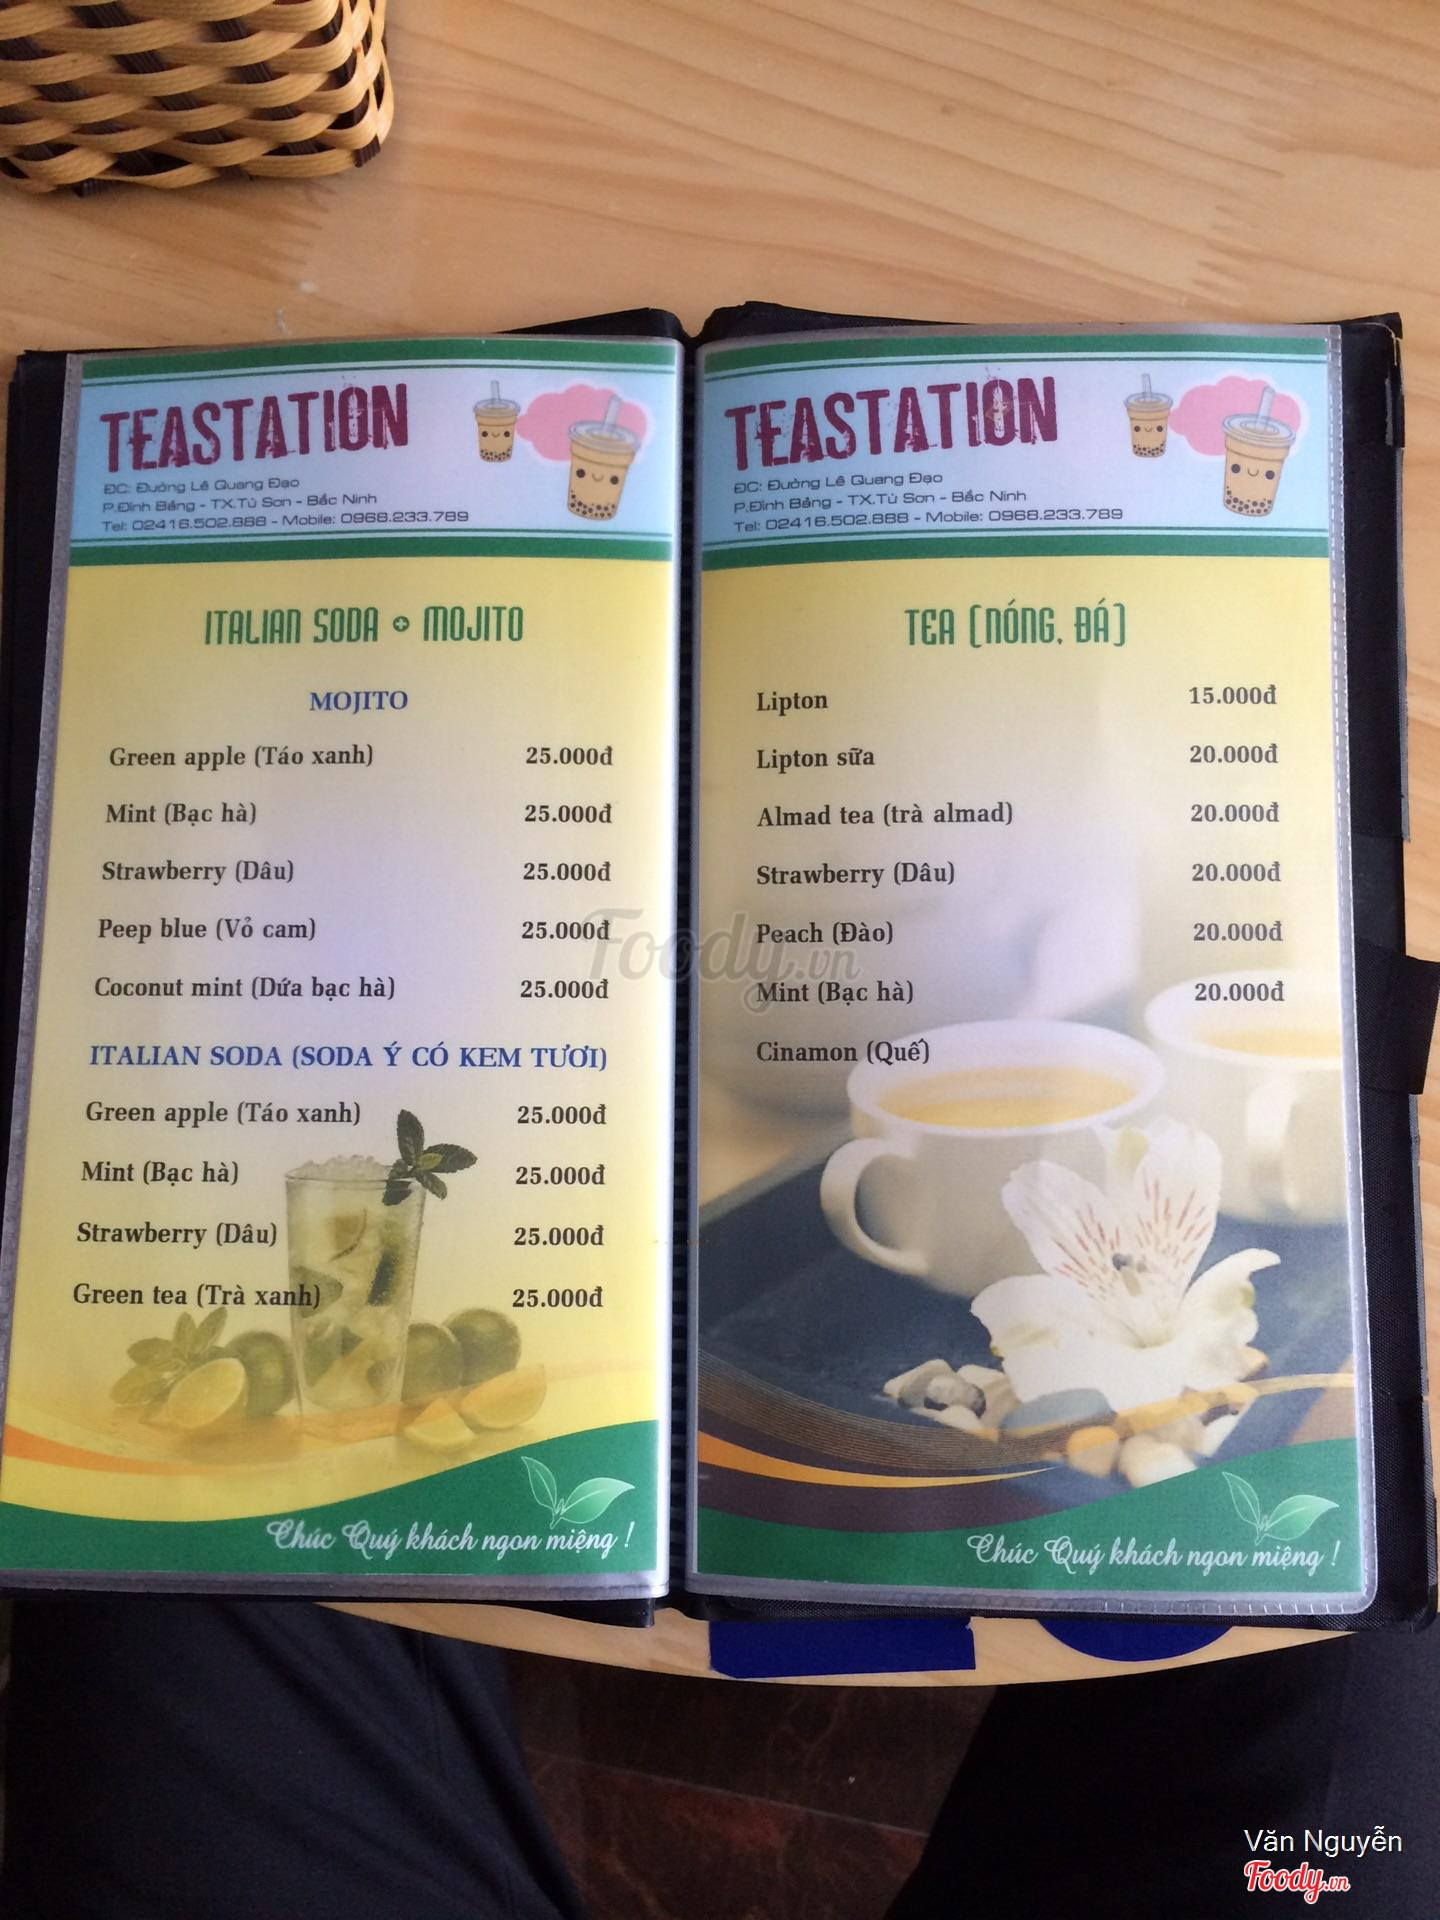 TEASTATION
ĐC: Đường Lê Quang Đạo
P.Đình Bảng - TX.Từ Sơn - Bắc Ninh
Tel: 02416.502.888 - Mobile: 0968.233.789
ITALIAN SODA + MOJITO
MOJITO
Green apple (Táo xanh) 25.000đ
Mint (Bạc hà) 25.000đ
Strawberry (Dâu) 25.000đ
Peep blue (Vỏ cam) 25.000đ
Coconut mint (Dứa bạc hà) 25.000đ
ITALIAN SODA (SODA Ý CÓ KEM TƯƠI)
Green apple (Táo xanh) 25.000đ
Mint (Bạc hà) 25.000đ
Strawberry (Dâu) 25.000đ
Green tea (Trà xanh) 25.000đ
Chúc Quý khách ngon miệng !
TEASTATION
ĐC: Đường Lê Quang Đạo
P.Đình Bảng - TX.Từ Sơn - Bắc Ninh
Tel: 02416.502.888 - Mobile: 0968.233.789
TEA (NÓNG, ĐÁ)
Lipton 15.000đ
Lipton sữa 20.000đ
Almad tea (trà almad) 20.000đ
Strawberry (Dâu) 20.000đ
Peach (Đào) 20.000đ
Mint (Bạc hà) 20.000đ
Cinamon (Quế)
Chúc Quý khách ngon miệng !
Foody.vn
Văn Nguyễn
Foody.vn